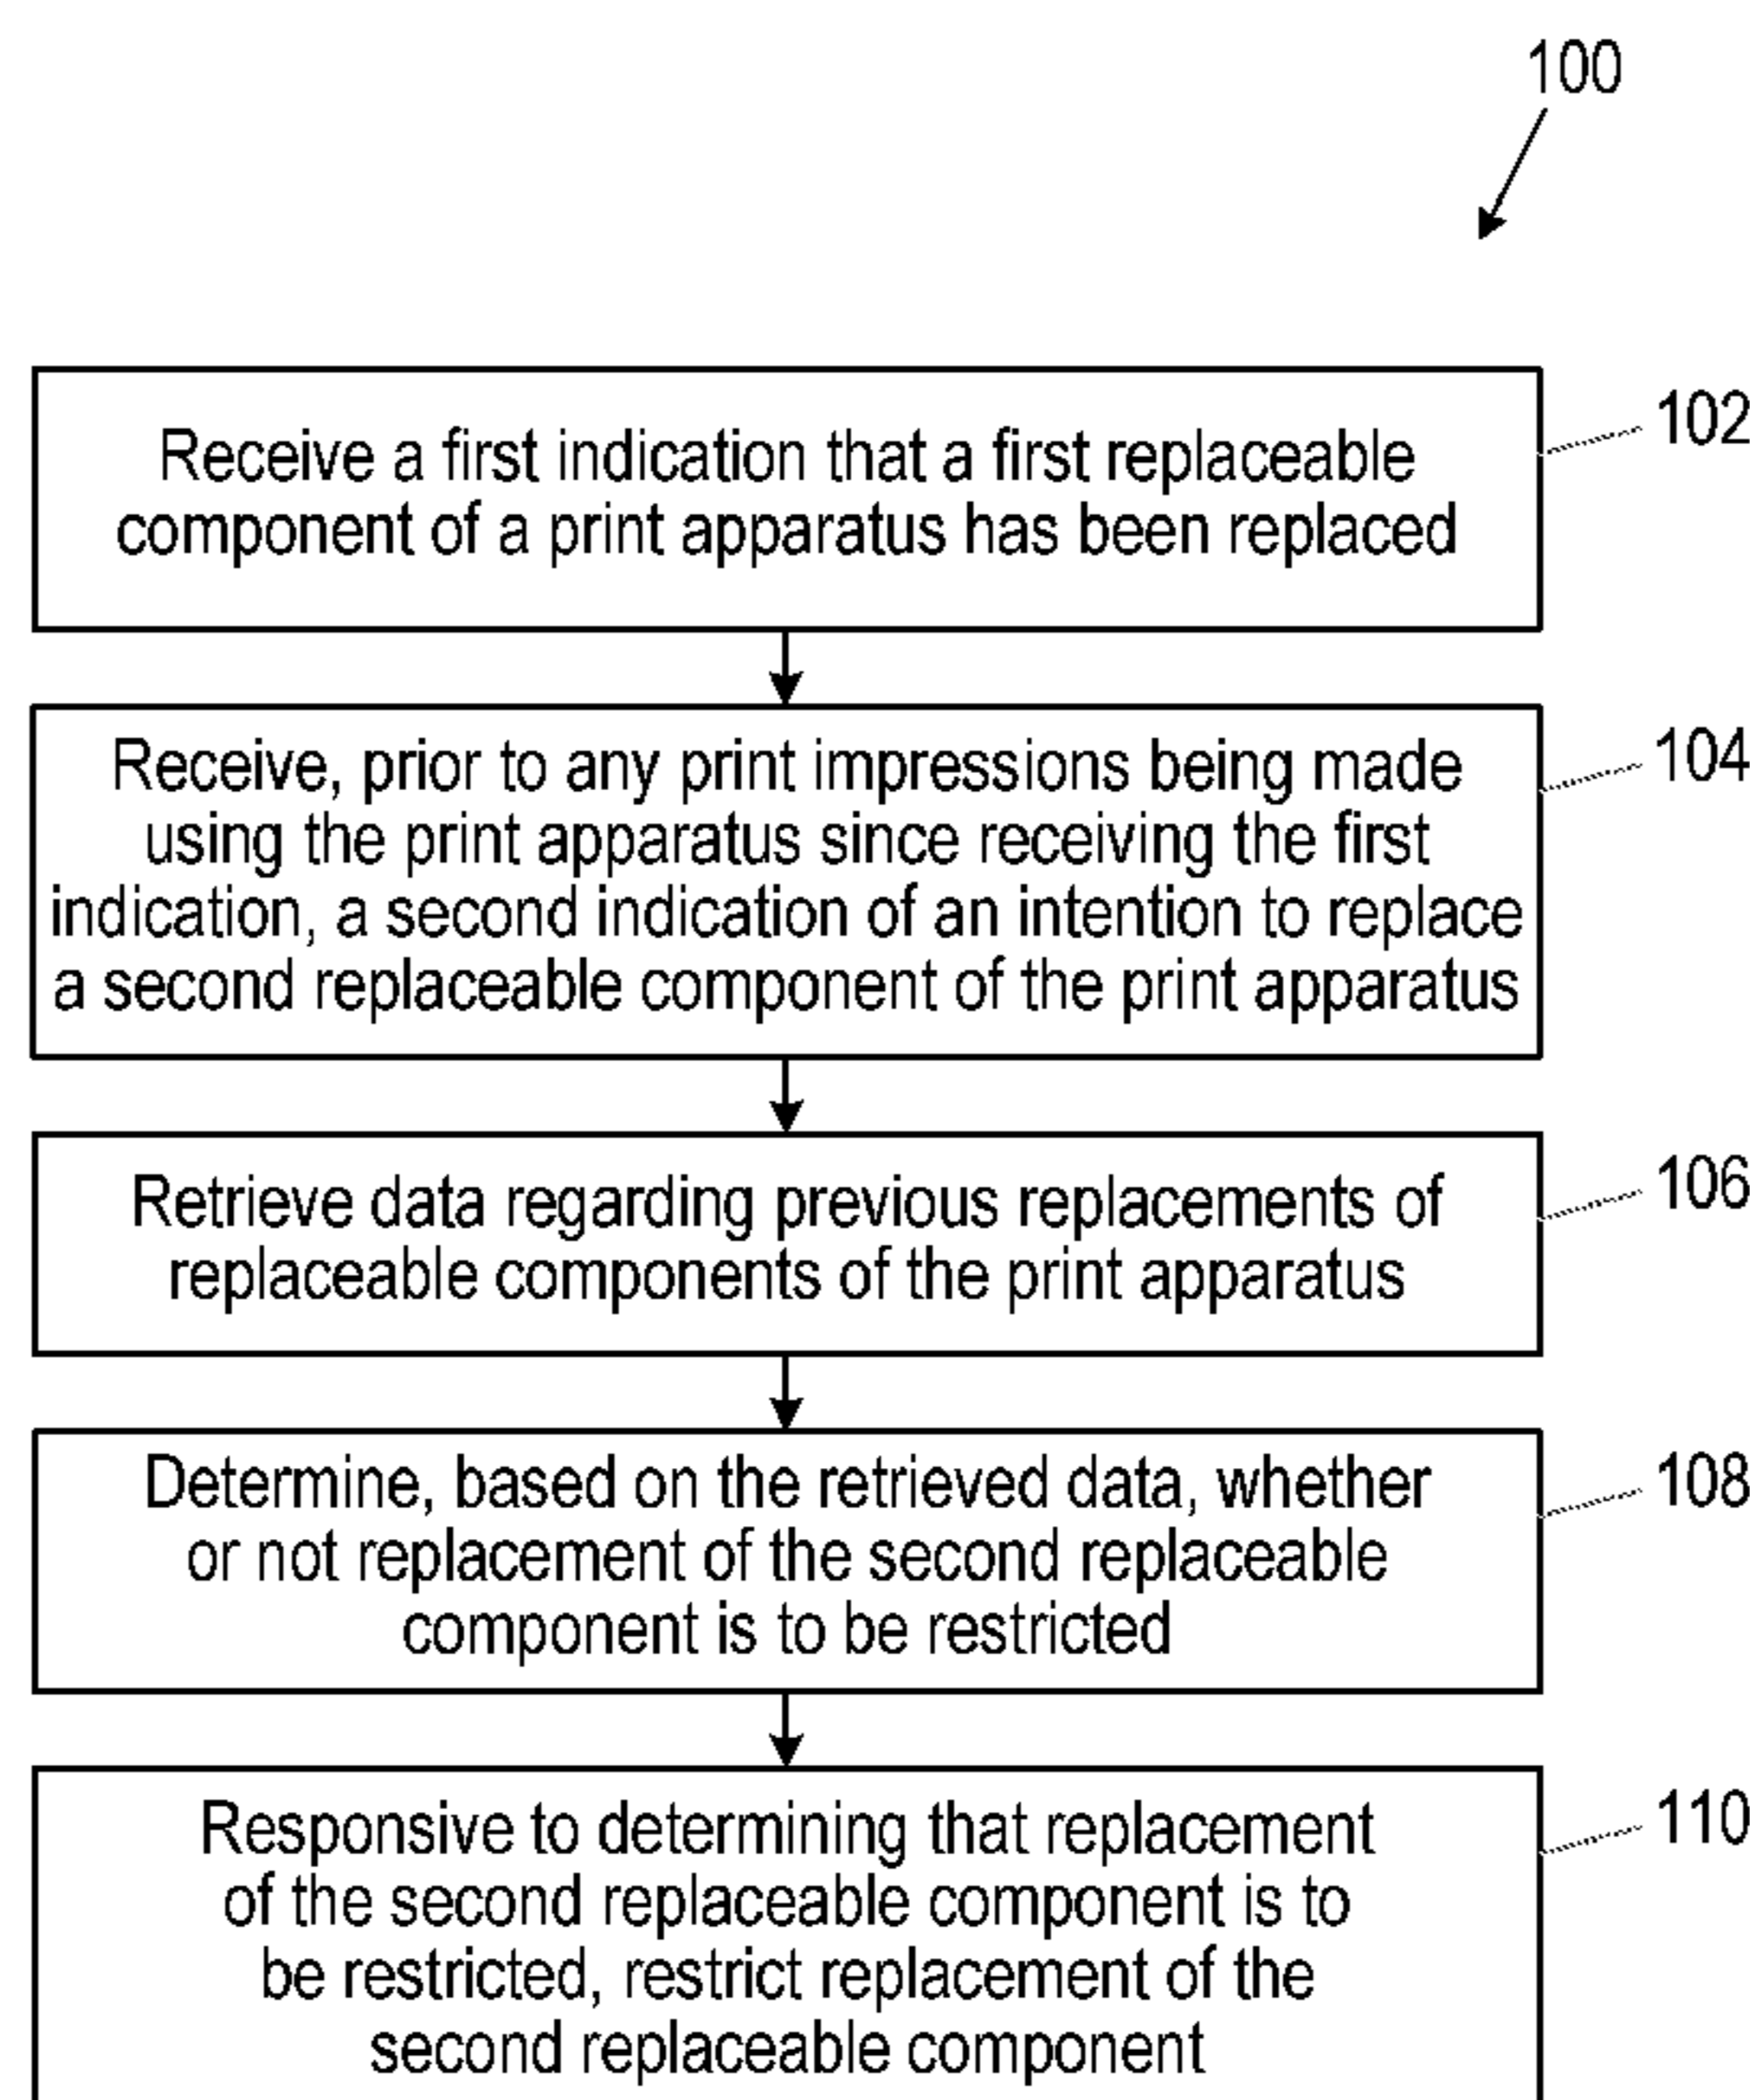 100
Receive a first indication that a first replaceable
component of a print apparatus has been replaced
102
Receive, prior to any print impressions being made
using the print apparatus since receiving the first
indication, a second indication of an intention to replace
a second replaceable component of the print apparatus
104
Retrieve data regarding previous replacements of
replaceable components of the print apparatus
106
Determine, based on the retrieved data, whether
or not replacement of the second replaceable
component is to be restricted
108
Responsive to determining that replacement
of the second replaceable component is to
be restricted, restrict replacement of the
second replaceable component
110